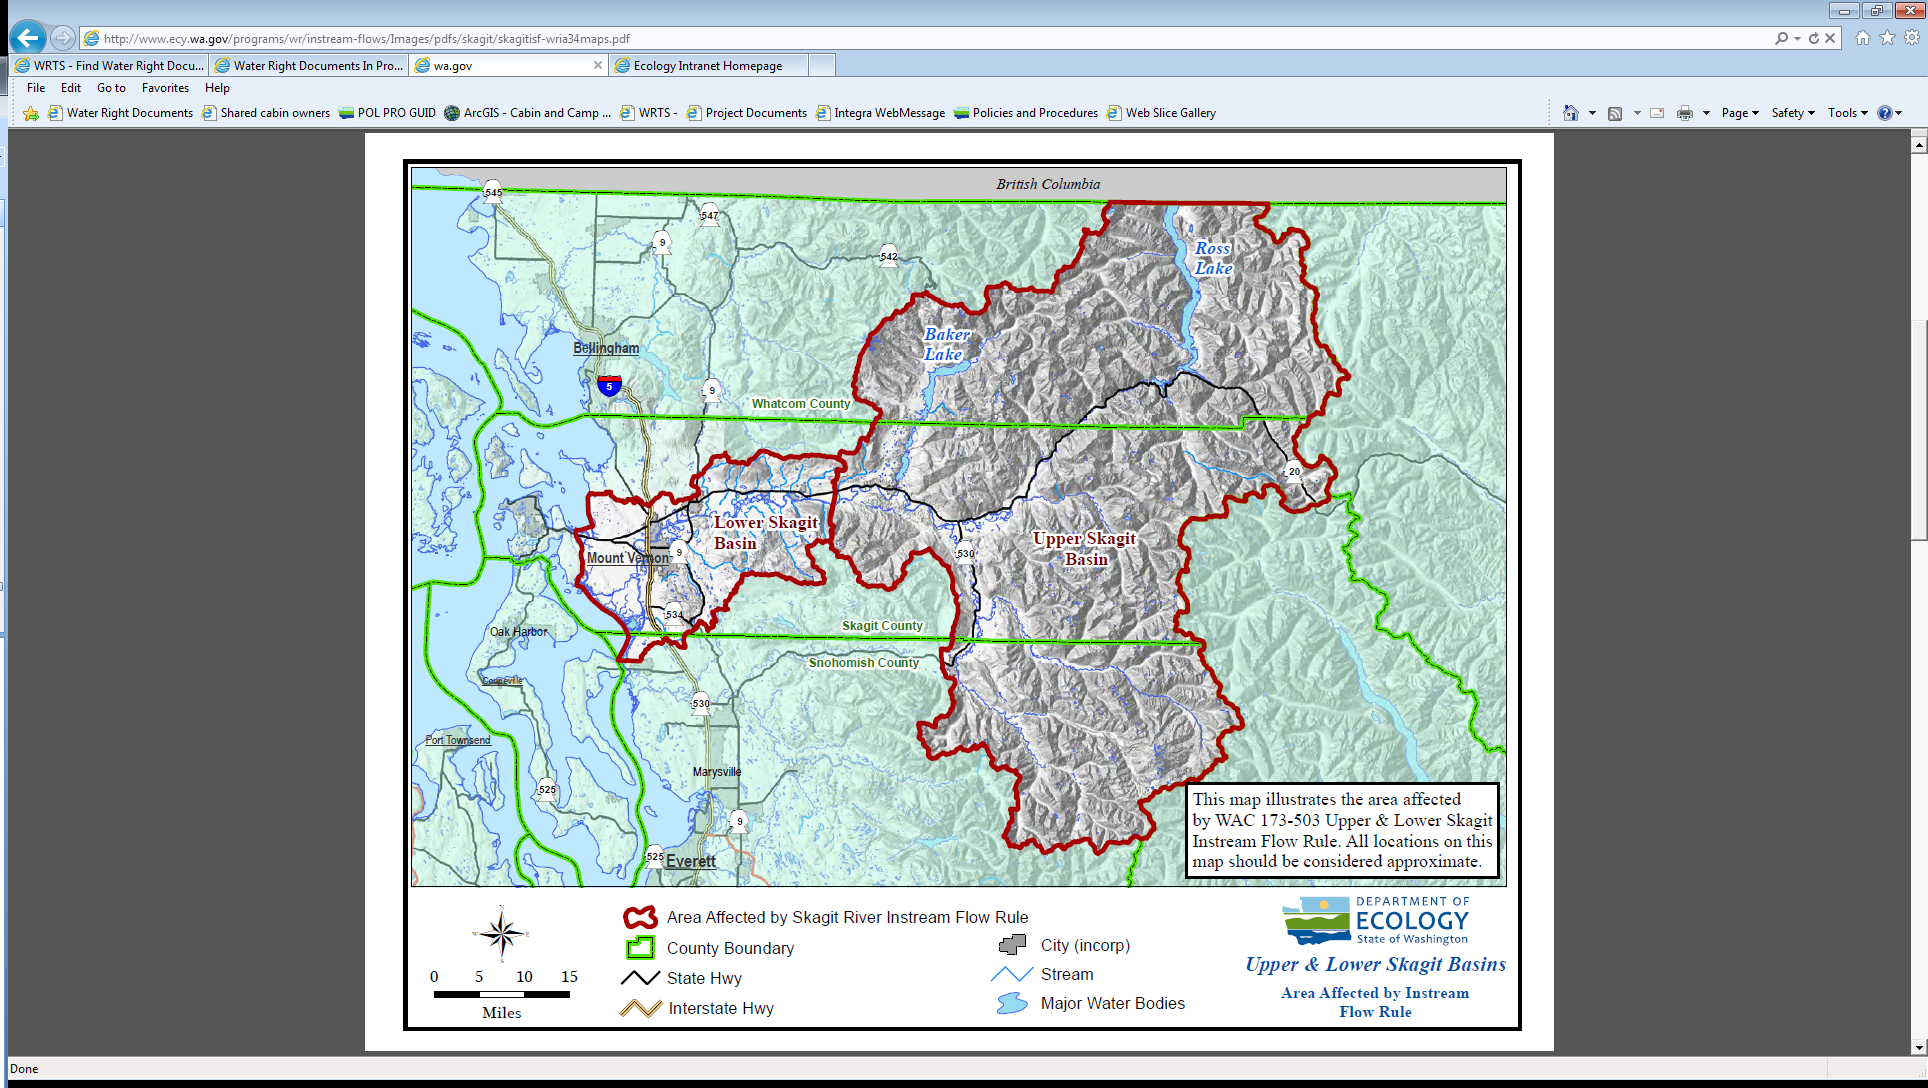 http://www.ecy.wa.gov/programs/wr/instream-flows/Images/pdfs/skagit/skagitisf-wria34maps.pdf
WRTS - Find Water Right Docu...
Water Right Documents In Pro...
wa.gov
Ecology Intranet Homepage
File Edit Go to Favorites Help
Water Right Documents
Shared cabin owners
POL PRO GUID
ArcGIS - Cabin and Camp ...
WRTS -
Project Documents
Integra WebMessage
Policies and Procedures
Web Slice Gallery
Page
Safety
Tools
British Columbia
545
547
9
542
Ross
Lake
Baker
Lake
Bellingham
5
9
Whatcom County
20
Lower Skagit
Basin
Upper Skagit
Basin
Mount Vernon
9
530
534
Skagit County
Oak Harbor
Snohomish County
Coupeville
530
Port Townsend
Marysville
525
9
525
Everett
This map illustrates the area affected
by WAC 173-503 Upper & Lower Skagit
Instream Flow Rule. All locations on this
map should be considered approximate.
N
W
E
S
0 5 10 15
Miles
Area Affected by Skagit River Instream Flow Rule
County Boundary
State Hwy
Interstate Hwy
City (incorp)
Stream
Major Water Bodies
DEPARTMENT OF
ECOLOGY
State of Washington
Upper & Lower Skagit Basins
Area Affected by Instream
Flow Rule
Done